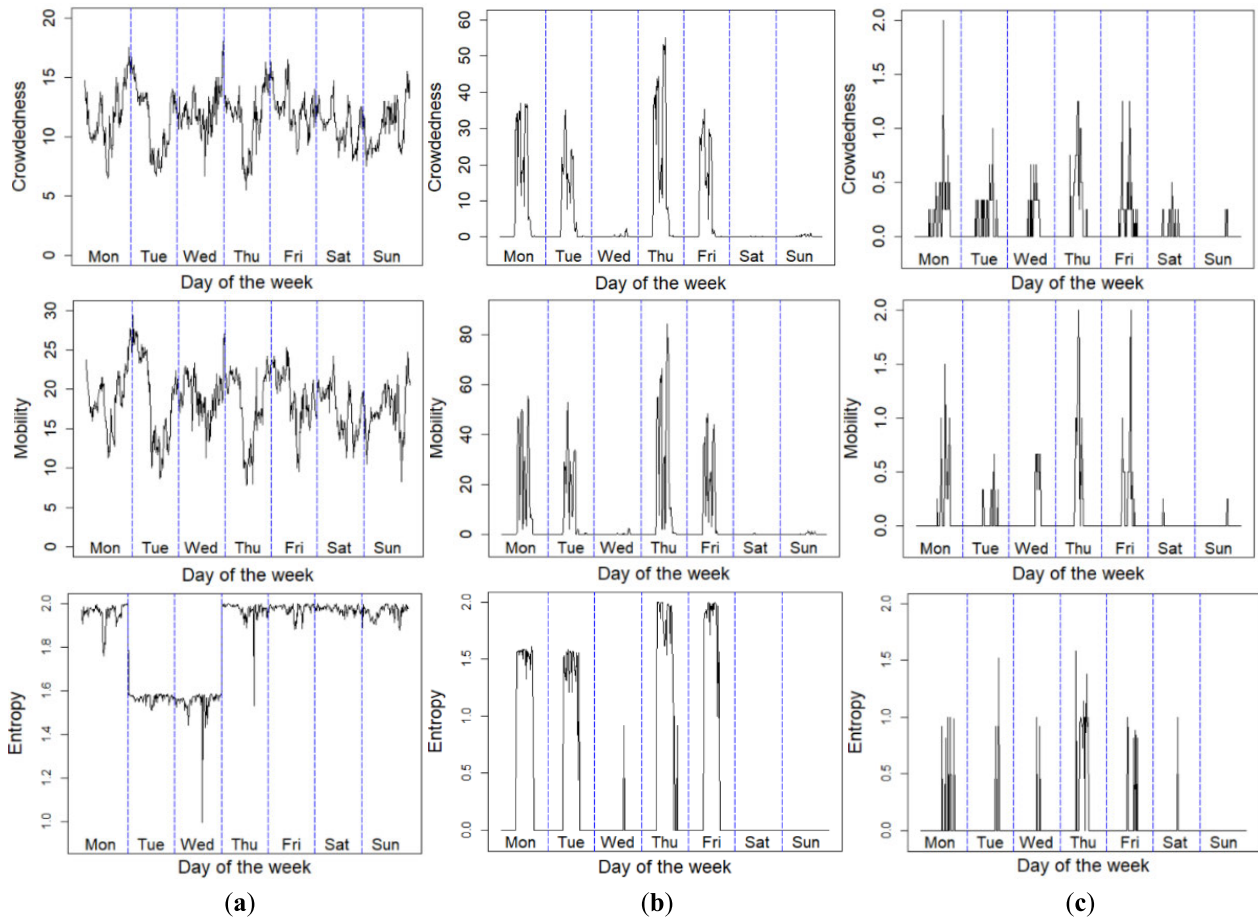 Crowdedness
20
15
10
5
0
Mon Tue Wed Thu Fri Sat Sun
Day of the week
Crowdedness
60
50
40
30
20
10
0
Mon Tue Wed Thu Fri Sat Sun
Day of the week
Crowdedness
2.0
1.5
1.0
0.5
0.0
Mon Tue Wed Thu Fri Sat Sun
Day of the week
Mobility
30
25
20
15
10
5
0
Mon Tue Wed Thu Fri Sat Sun
Day of the week
Mobility
80
60
40
20
0
Mon Tue Wed Thu Fri Sat Sun
Day of the week
Mobility
2.0
1.5
1.0
0.5
0.0
Mon Tue Wed Thu Fri Sat Sun
Day of the week
Entropy
2.0
1.8
1.6
1.4
1.2
1.0
Mon Tue Wed Thu Fri Sat Sun
Day of the week
Entropy
2.0
1.5
1.0
0.5
0.0
Mon Tue Wed Thu Fri Sat Sun
Day of the week
Entropy
2.0
1.5
1.0
0.5
0.0
Mon Tue Wed Thu Fri Sat Sun
Day of the week
(a) (b) (c)